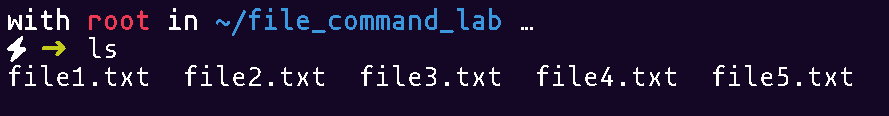 with root in ~/file_command_lab …
⚡ ➜ ls
file1.txt  file2.txt  file3.txt  file4.txt  file5.txt